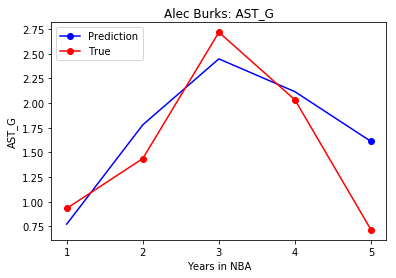 Alec Burks: AST_G
Prediction
True
2.75
2.50
2.25
2.00
1.75
1.50
1.25
1.00
0.75
AST_G
1 2 3 4 5
Years in NBA